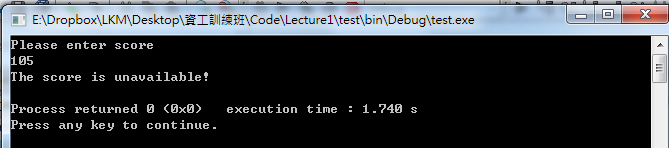 E:\Dropbox\LKM\Desktop\資工訓練班\Code\Lecture1\test\bin\Debug\test.exe
Please enter score
105
The score is unavailable!
Process returned 0 (0x0)   execution time : 1.740 s
Press any key to continue.